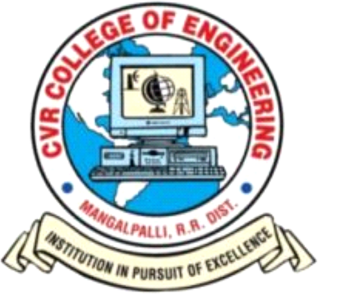 CVR COLLEGE OF ENGINEERING
MANGALPALLI, R.R. DIST.
INSTITUTION IN PURSUIT OF EXCELLENCE